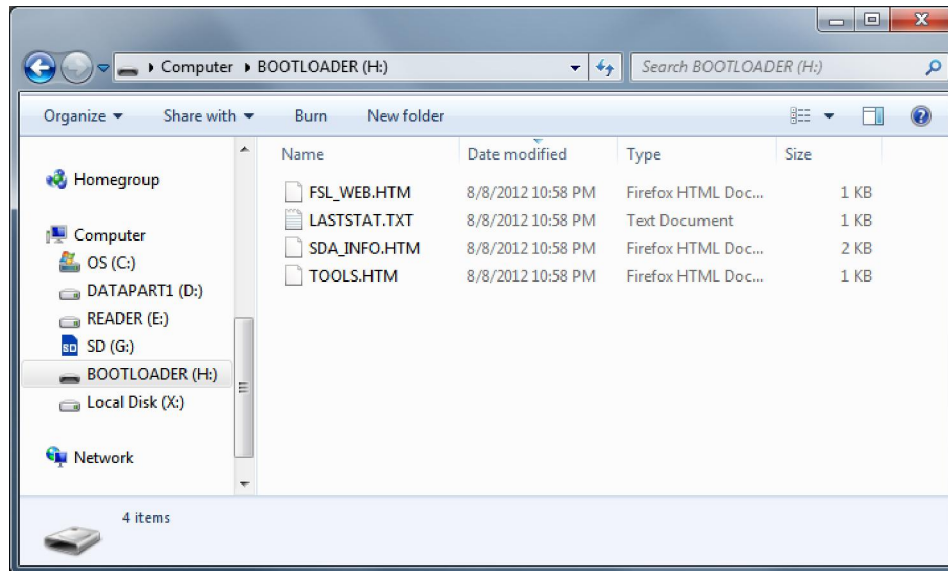 Computer BOOTLOADER (H:) Search BOOTLOADER (H:)
Organize Share with Burn New folder
Name Date modified Type Size
Homegroup
Computer
OS (C:)
DATAPART1 (D:)
READER (E:)
SD SD (G:)
BOOTLOADER (H:)
Local Disk (X:)
Network
FSL_WEB.HTM 8/8/2012 10:58 PM Firefox HTML Doc... 1 KB
LASTSTAT.TXT 8/8/2012 10:58 PM Text Document 1 KB
SDA_INFO.HTM 8/8/2012 10:58 PM Firefox HTML Doc... 2 KB
TOOLS.HTM 8/8/2012 10:58 PM Firefox HTML Doc... 1 KB
4 items